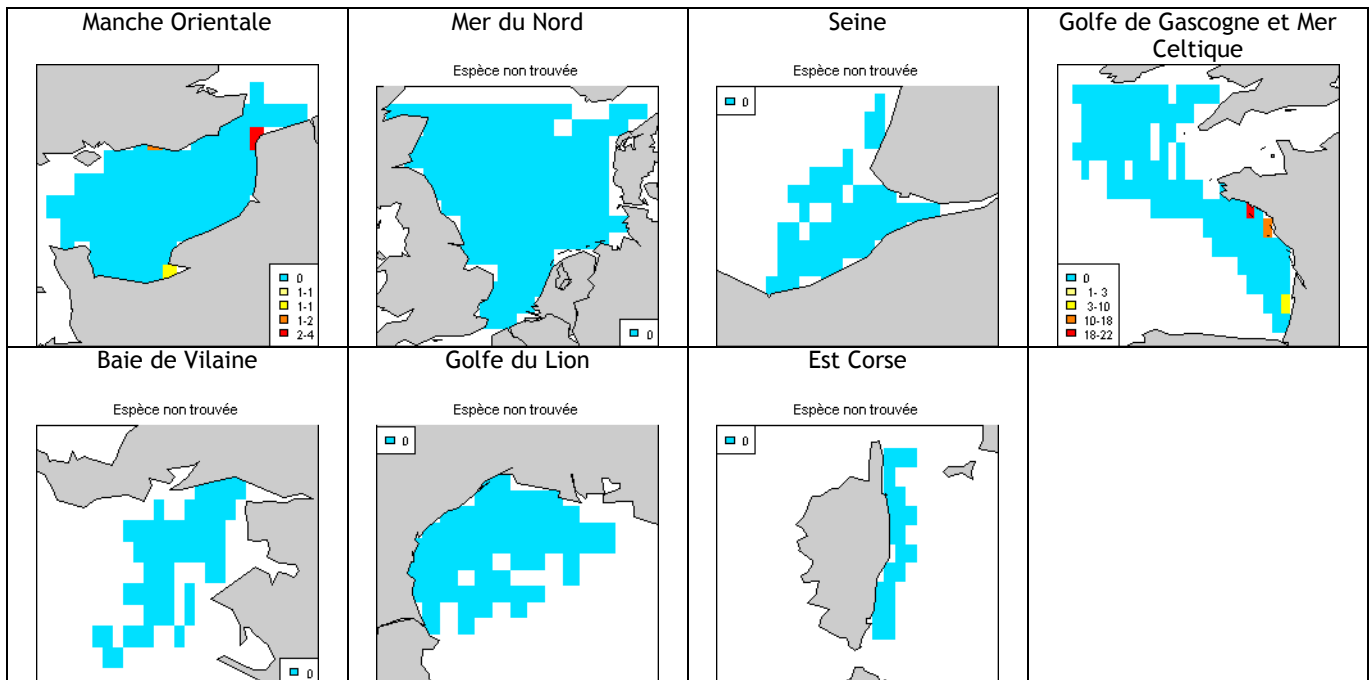 Manche Orientale
0
1-1
1-1
1-2
2-4
Mer du Nord
Espèce non trouvée
0
Seine
Espèce non trouvée
0
Golfe de Gascogne et Mer
Celtique
0
1- 3
3-10
10-18
18-22
Baie de Vilaine
Espèce non trouvée
0
Golfe du Lion
Espèce non trouvée
0
Est Corse
Espèce non trouvée
0